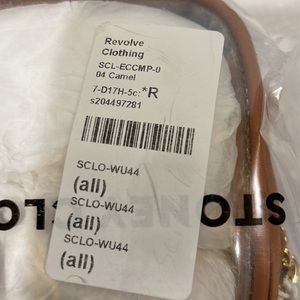 Revolve
Clothing
SCL-ECCMP-0
04 Camel
7-D17H-5c: *R
s204497281
SCLO-WU44
(all)
SCLO-WU44
(all)
SCLO-WU44
(all)
STONE
CLO